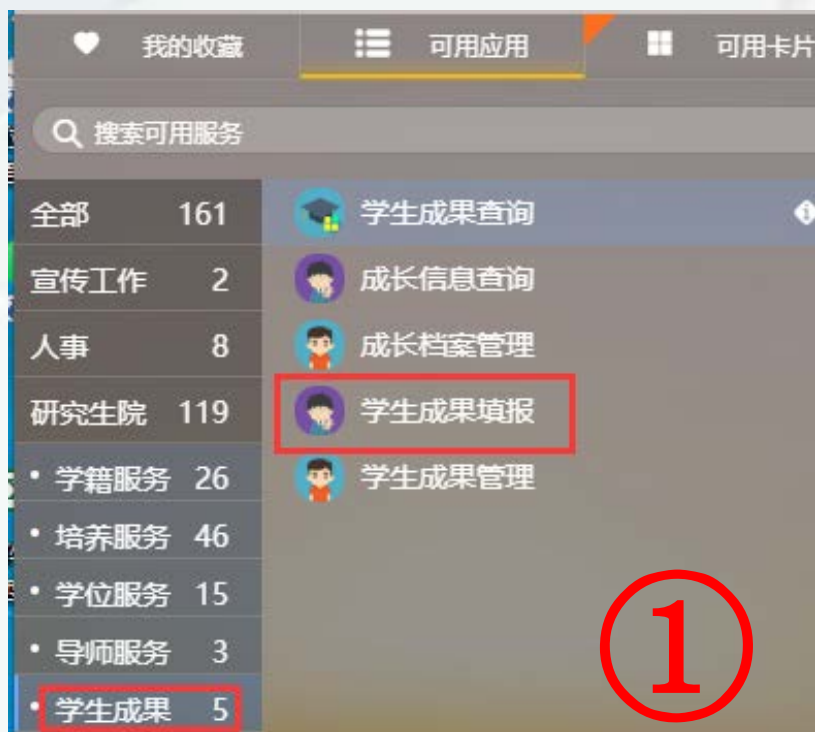 我的收藏 可用应用 可用卡片
搜索可用服务
全部 161 学生成果查询
宣传工作 2 成长信息查询
人事 8 成长档案管理
研究生院 119 学生成果填报
• 学籍服务 26 学生成果管理
• 培养服务 46
• 学位服务 15
• 导师服务 3
• 学生成果 5
①